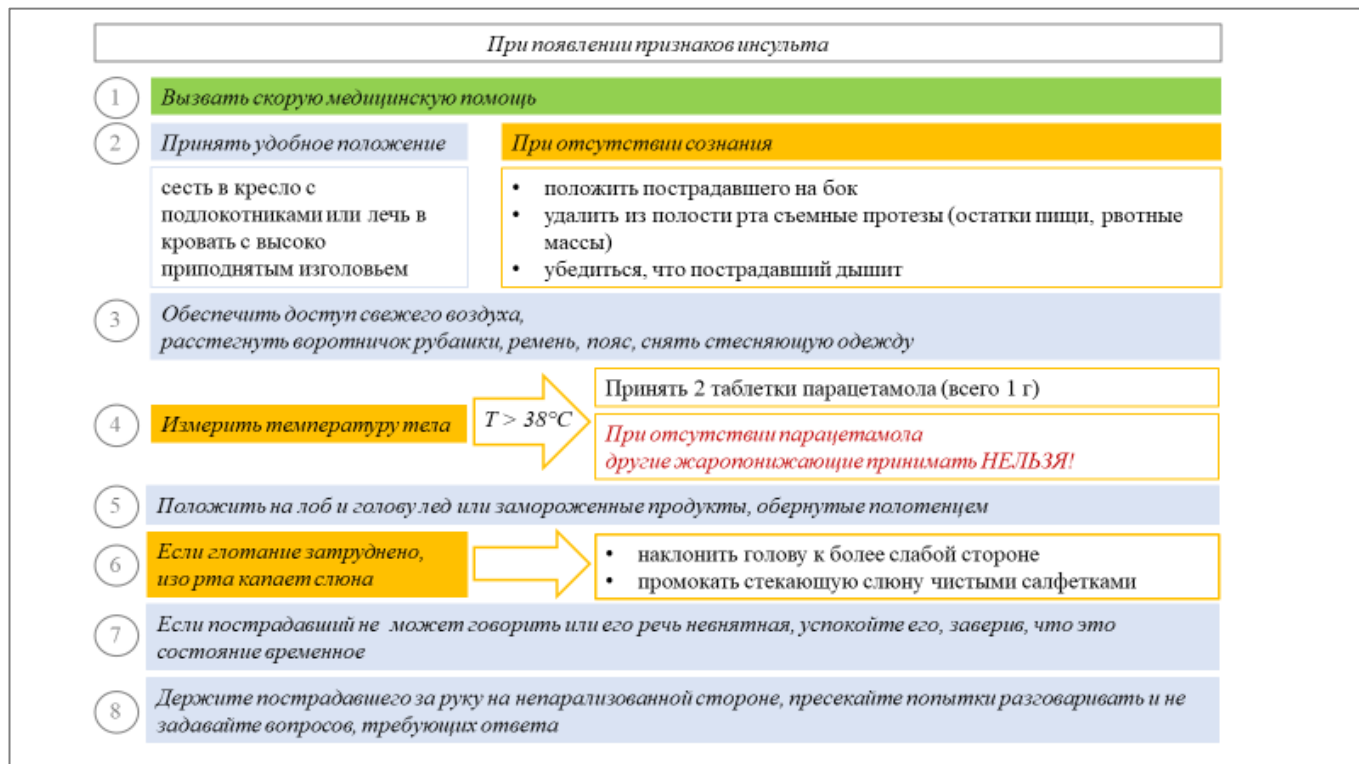 При появлении признаков инсульта
1
Вызвать скорую медицинскую помощь
2
Принять удобное положение
сесть в кресло с
подлокотниками или лечь в
кровать с высоко
приподнятым изголовьем
При отсутствии сознания
• положить пострадавшего на бок
• удалить из полости рта съемные протезы (остатки пищи, рвотные
массы)
• убедиться, что пострадавший дышит
3
Обеспечить доступ свежего воздуха,
расстегнуть воротничок рубашки, ремень, пояс, снять стесняющую одежду
4
Измерить температуру тела
T > 38°C
Принять 2 таблетки парацетамола (всего 1 г)
При отсутствии парацетамола
другие жаропонижающие принимать НЕЛЬЗЯ!
5
Положить на лоб и голову лед или замороженные продукты, обернутые полотенцем
6
Если глотание затруднено,
изо рта капает слюна
• наклонить голову к более слабой стороне
• промокать стекающую слюну чистыми салфетками
7
Если пострадавший не может говорить или его речь невнятная, успокойте его, заверив, что это
состояние временное
8
Держите пострадавшего за руку на непарализованной стороне, пресекайте попытки разговаривать и не
задавайте вопросов, требующих ответа